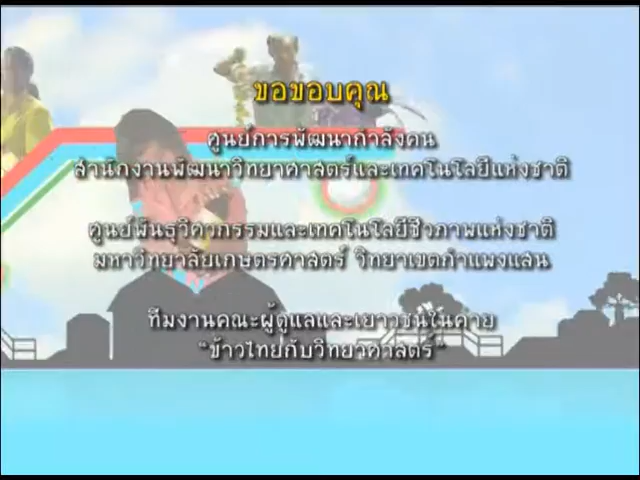 ขอขอบคุณ
ศูนย์การพัฒนากำลังคน
สำนักงานพัฒนาวิทยาศาสตร์และเทคโนโลยีแห่งชาติ
ศูนย์พันธุวิศวกรรมและเทคโนโลยีชีวภาพแห่งชาติ
มหาวิทยาลัยเกษตรศาสตร์ วิทยาเขตกำแพงแสน
ทีมงานคณะผู้ดูแลและเยาวชนในค่าย
"ข้าวไทยกับวิทยาศาสตร์"